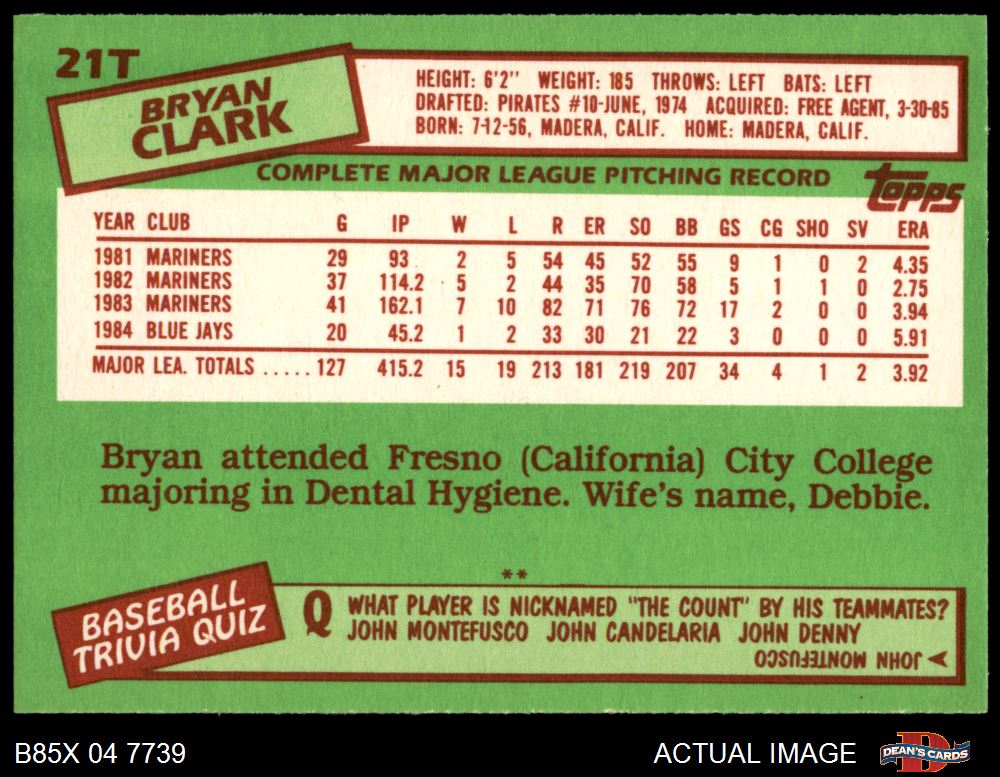 21T
BRYAN
CLARK
HEIGHT: 6'2" WEIGHT: 185 THROWS: LEFT BATS: LEFT
DRAFTED: PIRATES #10-JUNE, 1974 ACQUIRED: FREE AGENT, 3-30-85
BORN: 7-12-56, MADERA, CALIF. HOME: MADERA, CALIF.
COMPLETE MAJOR LEAGUE PITCHING RECORD
topps
YEAR CLUB G IP W L R ER SO BB GS CG SHO SV ERA
1981 MARINERS 29 93 2 5 54 45 52 55 9 1 0 2 4.35
1982 MARINERS 37 114.2 5 2 44 35 70 58 5 1 1 0 2.75
1983 MARINERS 41 162.1 7 10 82 71 76 72 17 2 0 0 3.94
1984 BLUE JAYS 20 45.2 1 2 33 30 21 22 3 0 0 0 5.91
MAJOR LEA. TOTALS ..... 127 415.2 15 19 213 181 219 207 34 4 1 2 3.92
Bryan attended Fresno (California) City College
majoring in Dental Hygiene. Wife's name, Debbie.
**
BASEBALL
TRIVIA QUIZ
Q WHAT PLAYER IS NICKNAMED "THE COUNT" BY HIS TEAMMATES?
JOHN MONTEFUSCO JOHN CANDELARIA JOHN DENNY
A JOHN MONTEFUSCO
B85X 04 7739
ACTUAL IMAGE
D
DEAN'S CARDS